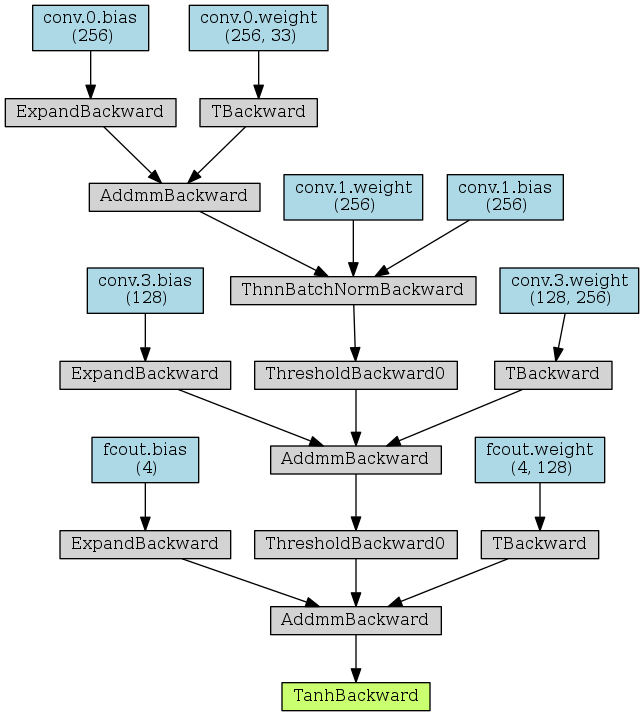 conv.0.bias
(256)
conv.0.weight
(256, 33)
ExpandBackward
TBackward
AddmmBackward
conv.1.weight
(256)
conv.1.bias
(256)
conv.3.bias
(128)
ThnnBatchNormBackward
conv.3.weight
(128, 256)
ExpandBackward
ThresholdBackward0
TBackward
fcout.bias
(4)
AddmmBackward
fcout.weight
(4, 128)
ExpandBackward
ThresholdBackward0
TBackward
AddmmBackward
TanhBackward